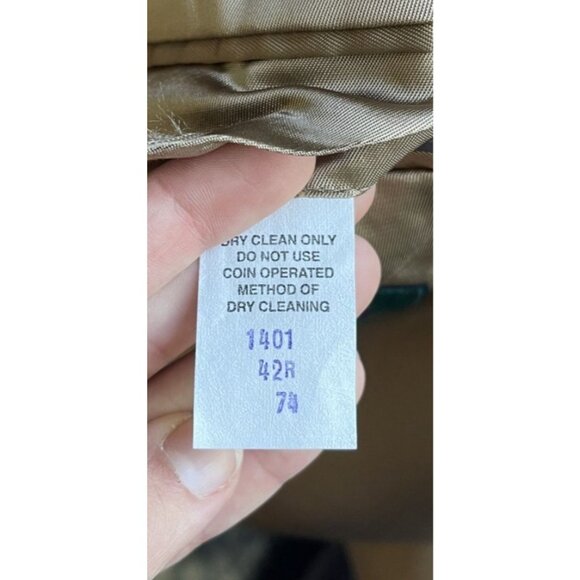 DRY CLEAN ONLY
DO NOT USE
COIN OPERATED
METHOD OF
DRY CLEANING
1401
42R
74